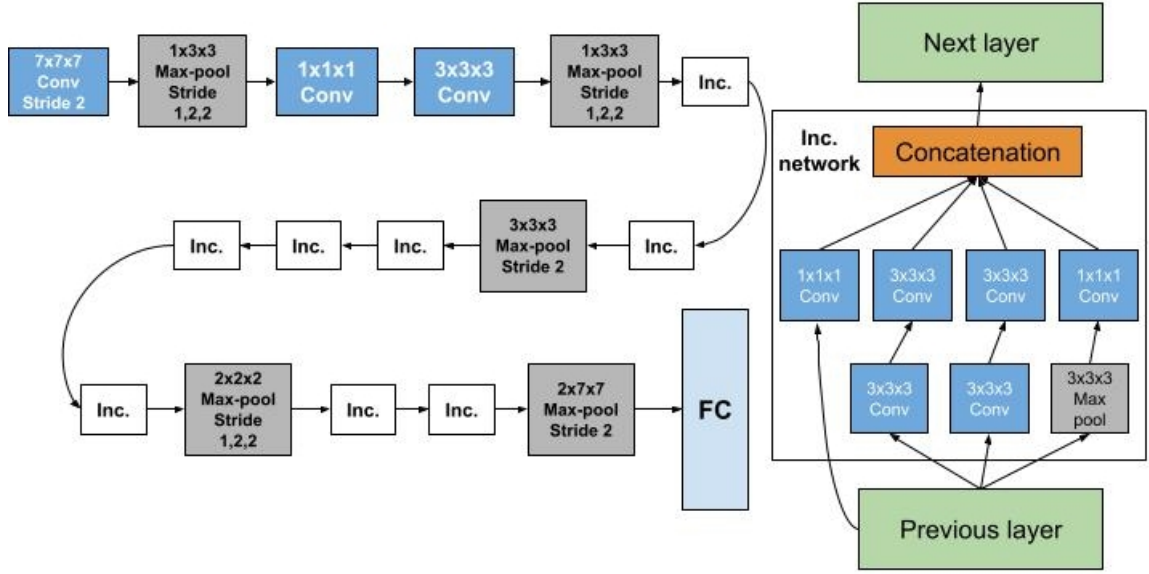 7x7x7
Conv
Stride 2
1x3x3
Max-pool
Stride
1,2,2
1x1x1
Conv
3x3x3
Conv
1x3x3
Max-pool
Stride
1,2,2
Inc.
Inc.
3x3x3
Max-pool
Stride 2
Inc.
Inc.
Inc.
Inc.
2x2x2
Max-pool
Stride
1,2,2
Inc.
Inc.
2x7x7
Max-pool
Stride 2
FC
Next layer
Inc.
network
Concatenation
1x1x1
Conv
3x3x3
Conv
3x3x3
Conv
1x1x1
Conv
3x3x3
Conv
3x3x3
Conv
3x3x3
Max
pool
Previous layer